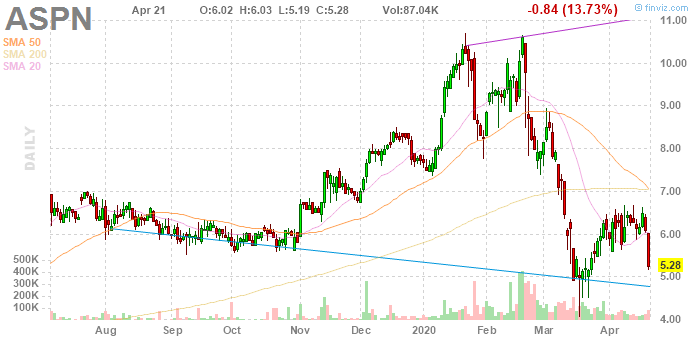 ASPN Apr 21 O:6.02 H:6.03 L:5.19 C:5.28 Vol:87.04K -0.84 (13.73%) © finviz.com
SMA 50
SMA 200
SMA 20
DAILY
11.00
10.00
9.00
8.00
7.00
6.00
5.28
5.00
4.00
500K
400K
300K
200K
100K
Aug Sep Oct Nov Dec 2020 Feb Mar Apr